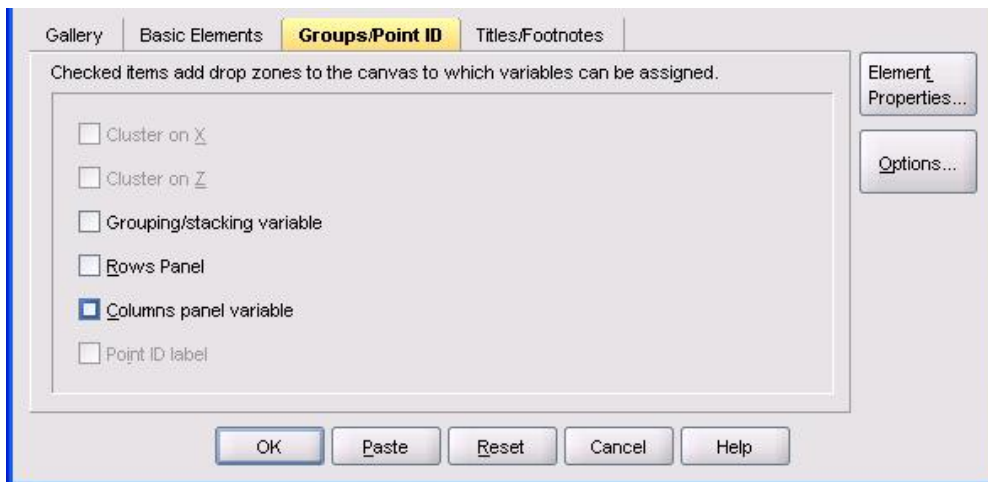 Gallery Basic Elements Groups/Point ID Titles/Footnotes
Checked items add drop zones to the canvas to which variables can be assigned.
Element
Properties...
Cluster on X
Options...
Cluster on Z
Grouping/stacking variable
Rows Panel
Columns panel variable
Point ID label
OK Paste Reset Cancel Help